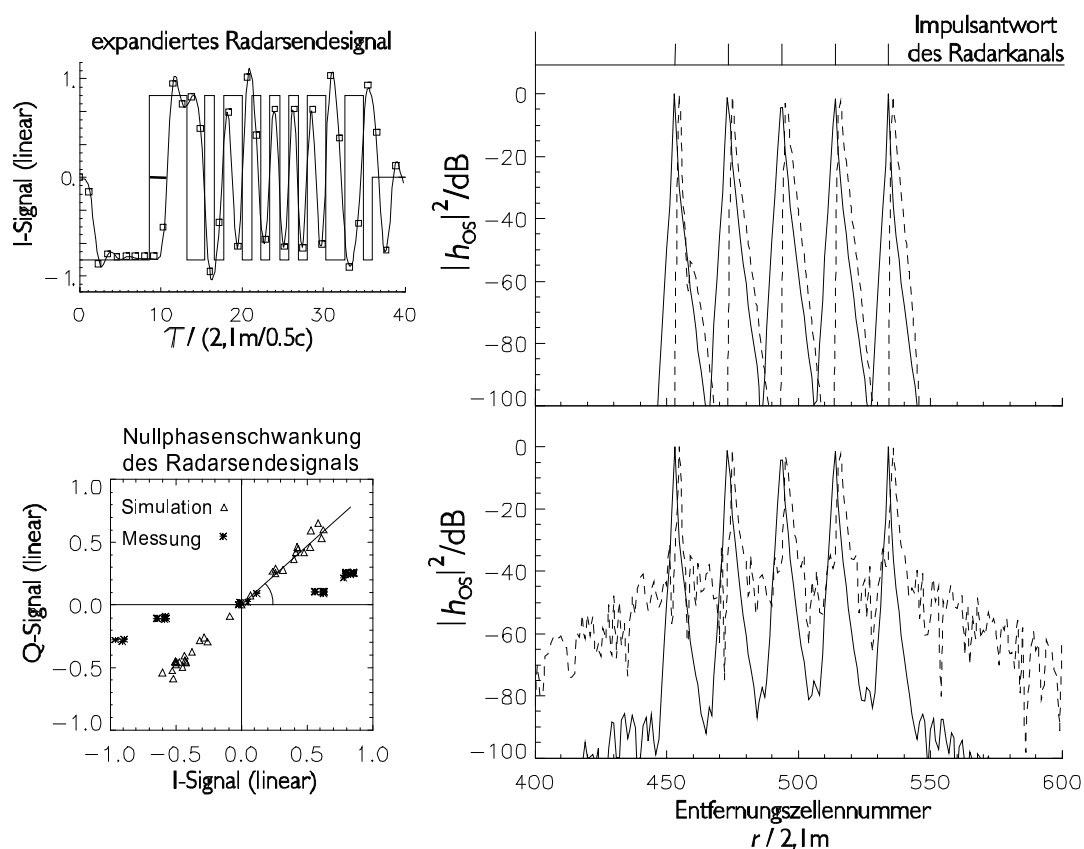 expandiertes Radarsendesignal
I-Signal (linear)
1.
0.
−1.
0 10 20 30 40
τ / (2,1m/0.5c)
Nullphasenschwankung
des Radarsendesignals
Q-Signal (linear)
1.0
0.5
0.0
−0.5
1.0
Simulation
Messung
−1.0 −0.5 0.0 0.5 1.0
I-Signal (linear)
Impulsantwort
des Radarkanals
|hOS|²/dB
0
−20
−40
−60
−80
−100
|hOS|²/dB
0
−20
−40
−60
−80
−100
400 450 500 550 600
Entfernungszellennummer
r / 2,1m